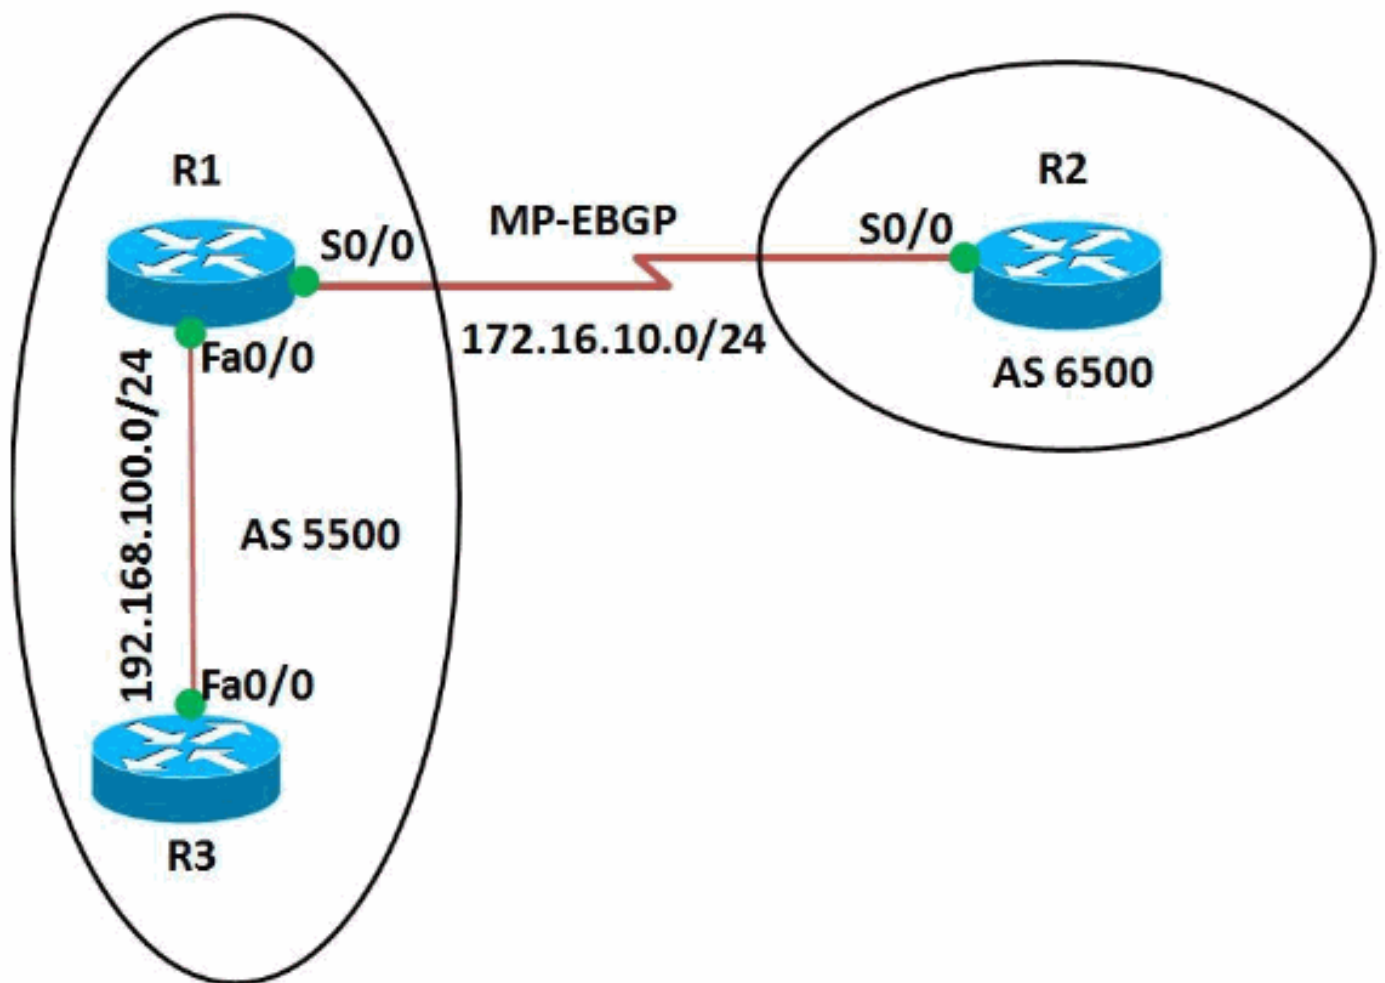 R1
R2
MP-EBGP
S0/0
S0/0
172.16.10.0/24
Fa0/0
AS 6500
192.168.100.0/24
AS 5500
Fa0/0
R3